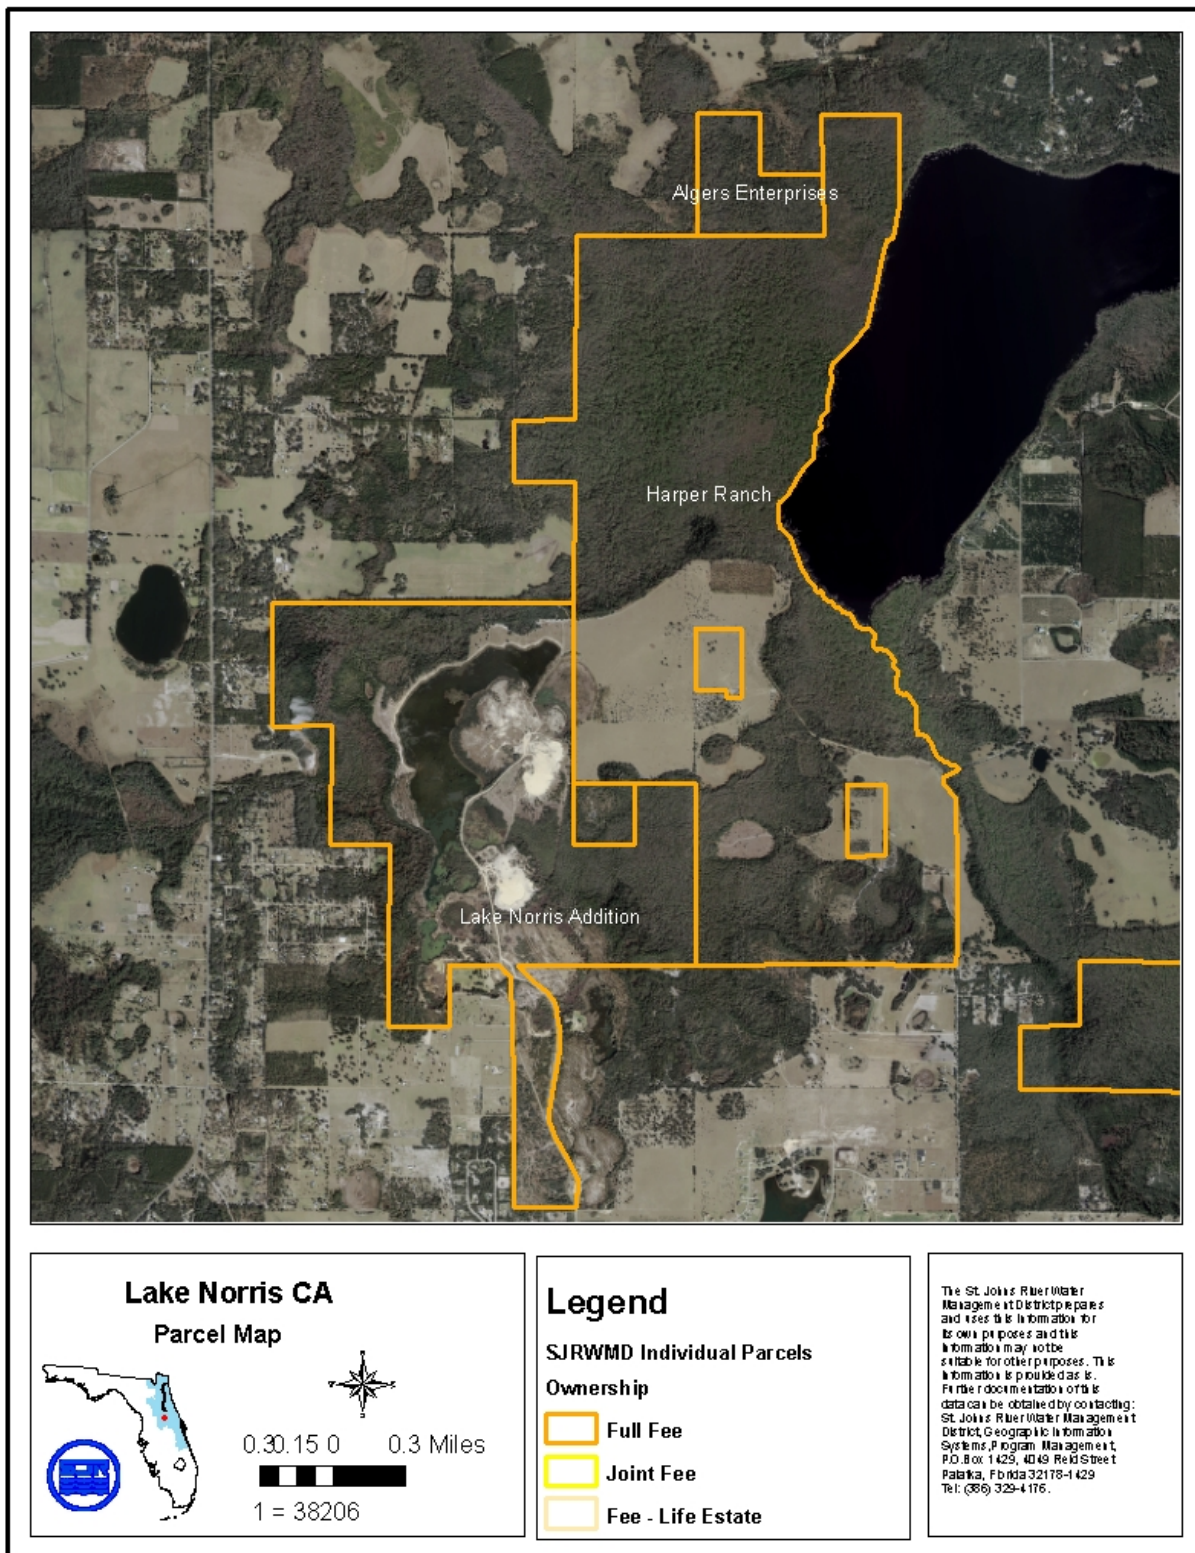 Algers Enterprises
Harper Ranch
Lake Norris Addition
Lake Norris CA
Parcel Map
0.30.15 0 0.3 Miles
1 = 38206
Legend
SJRWMD Individual Parcels
Ownership
Full Fee
Joint Fee
Fee - Life Estate
The St. Johns River Water
Management District prepares
and uses this information for
its own purposes and this
information may not be
suitable for other purposes. This
information is provided as is.
Further documentation of this
data can be obtained by contacting:
St. Johns River Water Management
District, Geographic Information
Systems, Program Management,
P.O. Box 1429, 4049 Reid Street
Palatka, Florida 32178-1429
Tel: (386) 329-4176.